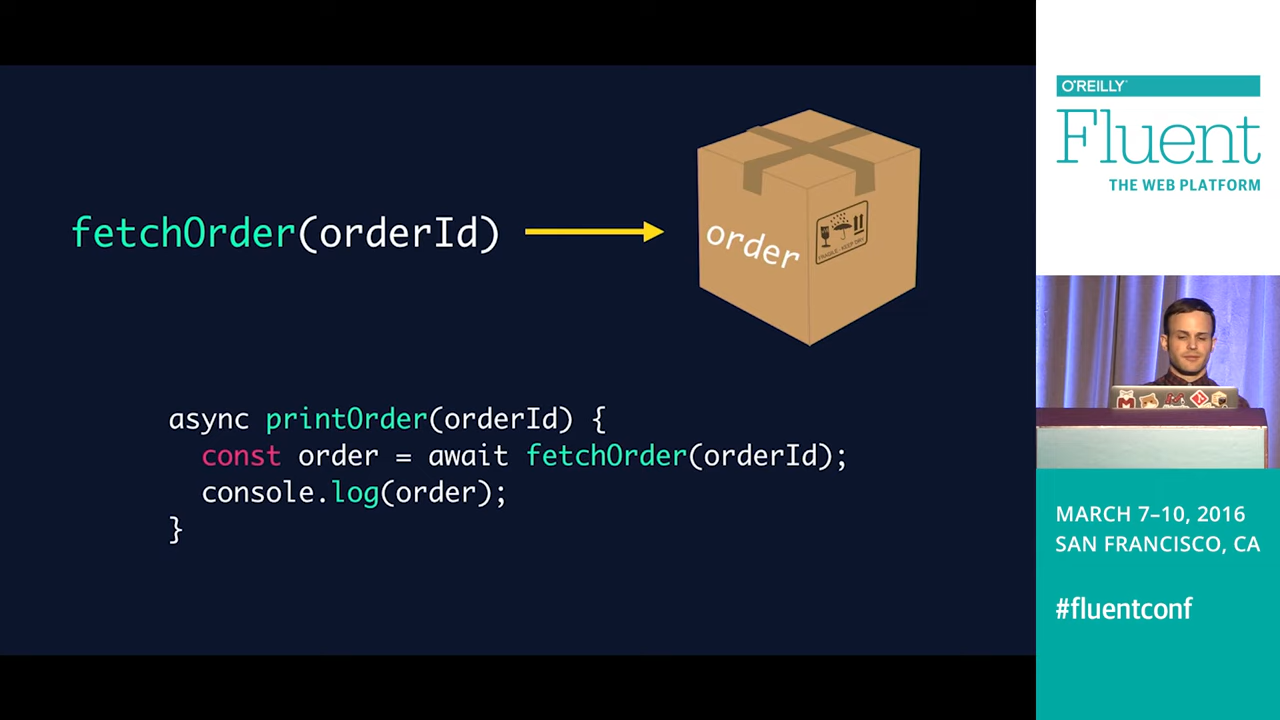 fetchOrder(orderId)
order
async printOrder(orderId) {
const order = await fetchOrder(orderId);
console.log(order);
}
O'REILLY
Fluent
THE WEB PLATFORM
MARCH 7–10, 2016
SAN FRANCISCO, CA
#fluentconf